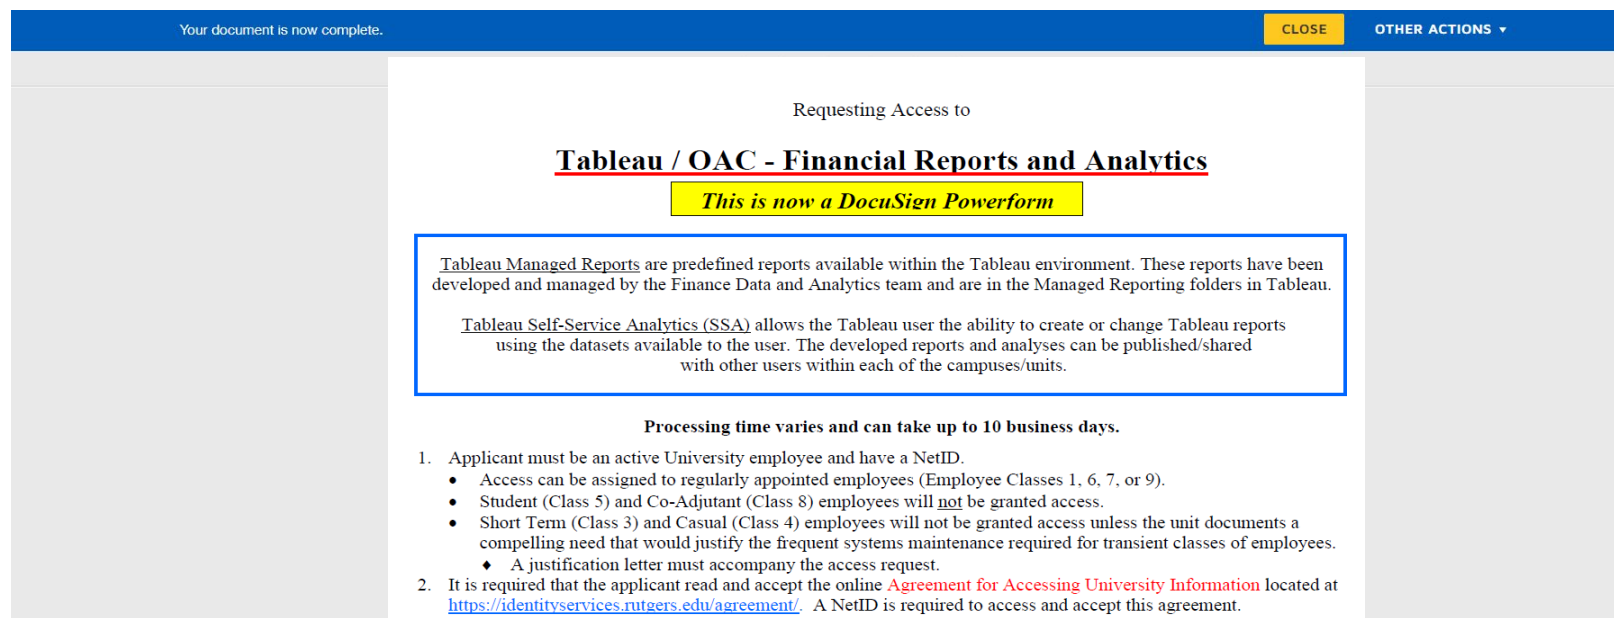 Your document is now complete.
CLOSE
OTHER ACTIONS ▼
Requesting Access to
Tableau / OAC - Financial Reports and Analytics
This is now a DocuSign Powerform
Tableau Managed Reports are predefined reports available within the Tableau environment. These reports have been
developed and managed by the Finance Data and Analytics team and are in the Managed Reporting folders in Tableau.
Tableau Self-Service Analytics (SSA) allows the Tableau user the ability to create or change Tableau reports
using the datasets available to the user. The developed reports and analyses can be published/shared
with other users within each of the campuses/units.
Processing time varies and can take up to 10 business days.
1. Applicant must be an active University employee and have a NetID.
• Access can be assigned to regularly appointed employees (Employee Classes 1, 6, 7, or 9).
• Student (Class 5) and Co-Adjutant (Class 8) employees will not be granted access.
• Short Term (Class 3) and Casual (Class 4) employees will not be granted access unless the unit documents a
compelling need that would justify the frequent systems maintenance required for transient classes of employees.
♦ A justification letter must accompany the access request.
2. It is required that the applicant read and accept the online Agreement for Accessing University Information located at
https://identityservices.rutgers.edu/agreement/. A NetID is required to access and accept this agreement.